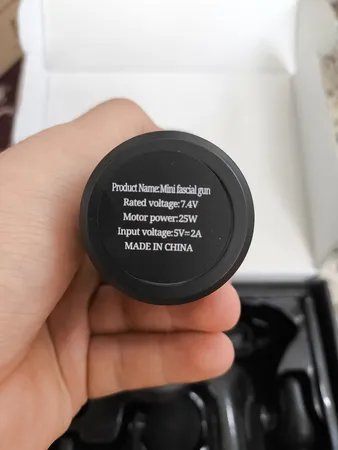 Product Name:Mini fascial gun
Rated voltage:7.4V
Motor power:25W
Input voltage:5V=2A
MADE IN CHINA